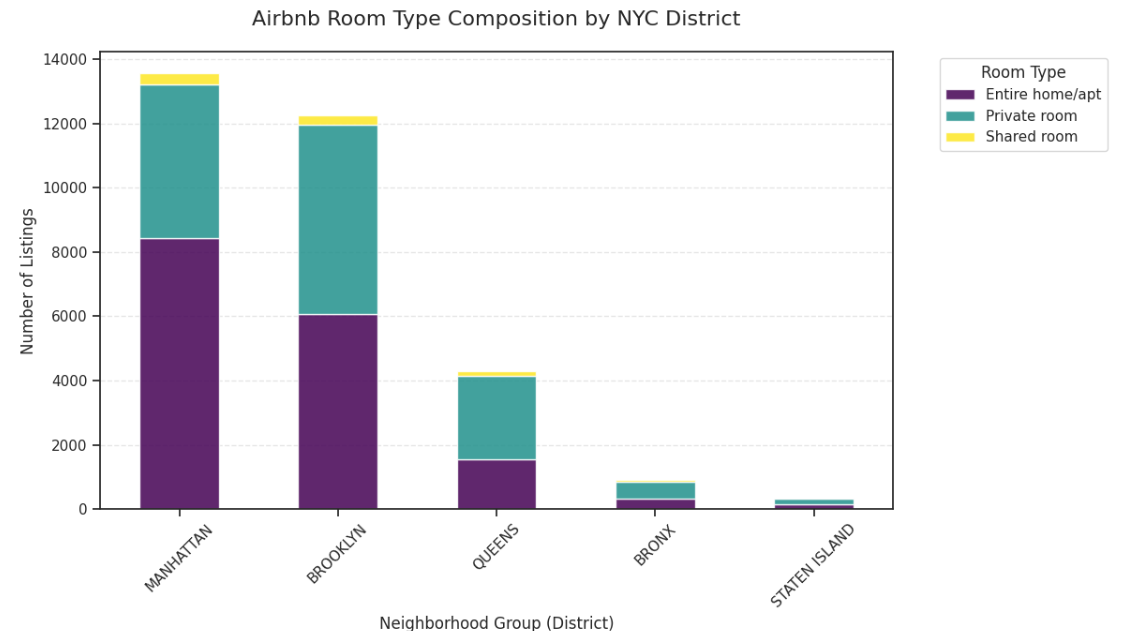 Airbnb Room Type Composition by NYC District
Number of Listings
14000
12000
10000
8000
6000
4000
2000
0
MANHATTAN
BROOKLYN
QUEENS
BRONX
STATEN ISLAND
Neighborhood Group (District)
Room Type
Entire home/apt
Private room
Shared room